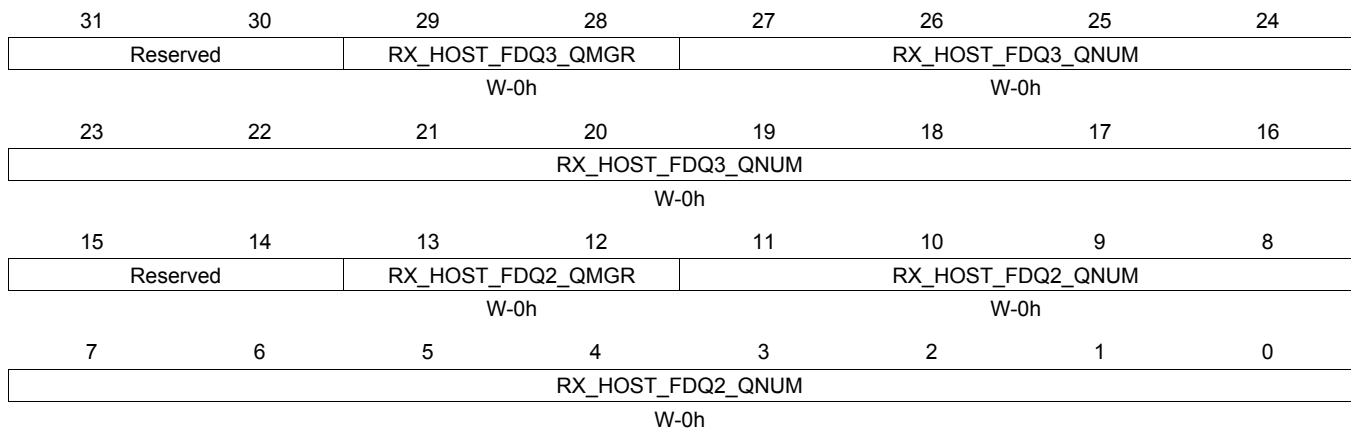 31 30 29 28 27 26 25 24
Reserved RX_HOST_FDQ3_QMGR RX_HOST_FDQ3_QNUM
W-0h W-0h
23 22 21 20 19 18 17 16
RX_HOST_FDQ3_QNUM
W-0h
15 14 13 12 11 10 9 8
Reserved RX_HOST_FDQ2_QMGR RX_HOST_FDQ2_QNUM
W-0h W-0h
7 6 5 4 3 2 1 0
RX_HOST_FDQ2_QNUM
W-0h